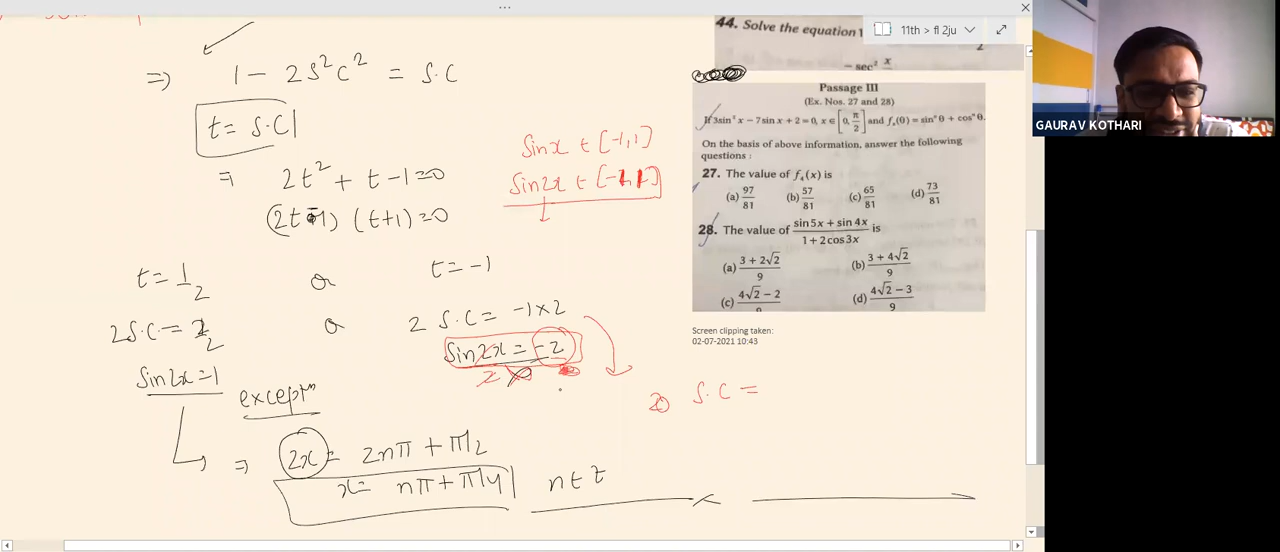 ⇒ 1 - 2s²c² = s.c
t = s.c
⇒ 2t² + t - 1 = 0
(2t - 1) (t+1) = 0
t = 1/2 or t = -1
2s.c = 1/2 × 2 or 2 s.c = -1×2
sin2x = 1
sin2x = -2
exceptn
⇒ 2x = 2nπ + π/2
x = nπ + π/4 n ∈ z
sinx ∈ [-1,1]
sin2x ∈ [-1,1]
s.c =
44. Solve the equation
- sec² x/
11th > fl 2ju
GAURAV KOTHARI
Passage III
(Ex. Nos. 27 and 28)
If 3sin²x - 7sin x + 2 = 0, x ∈ [0, π/2] and fₙ(θ) = sinⁿ θ + cosⁿ θ.
On the basis of above information, answer the following
questions :
27. The value of f₄(x) is
(a) 97/81 (b) 57/81 (c) 65/81 (d) 73/81
28. The value of (sin 5x + sin 4x)/(1 + 2 cos 3x) is
(a) (3 + 2√2)/9 (b) (3 + 4√2)/9
(c) (4√2 - 2)/9 (d) (4√2 - 3)/9
Screen clipping taken:
02-07-2021 10:43